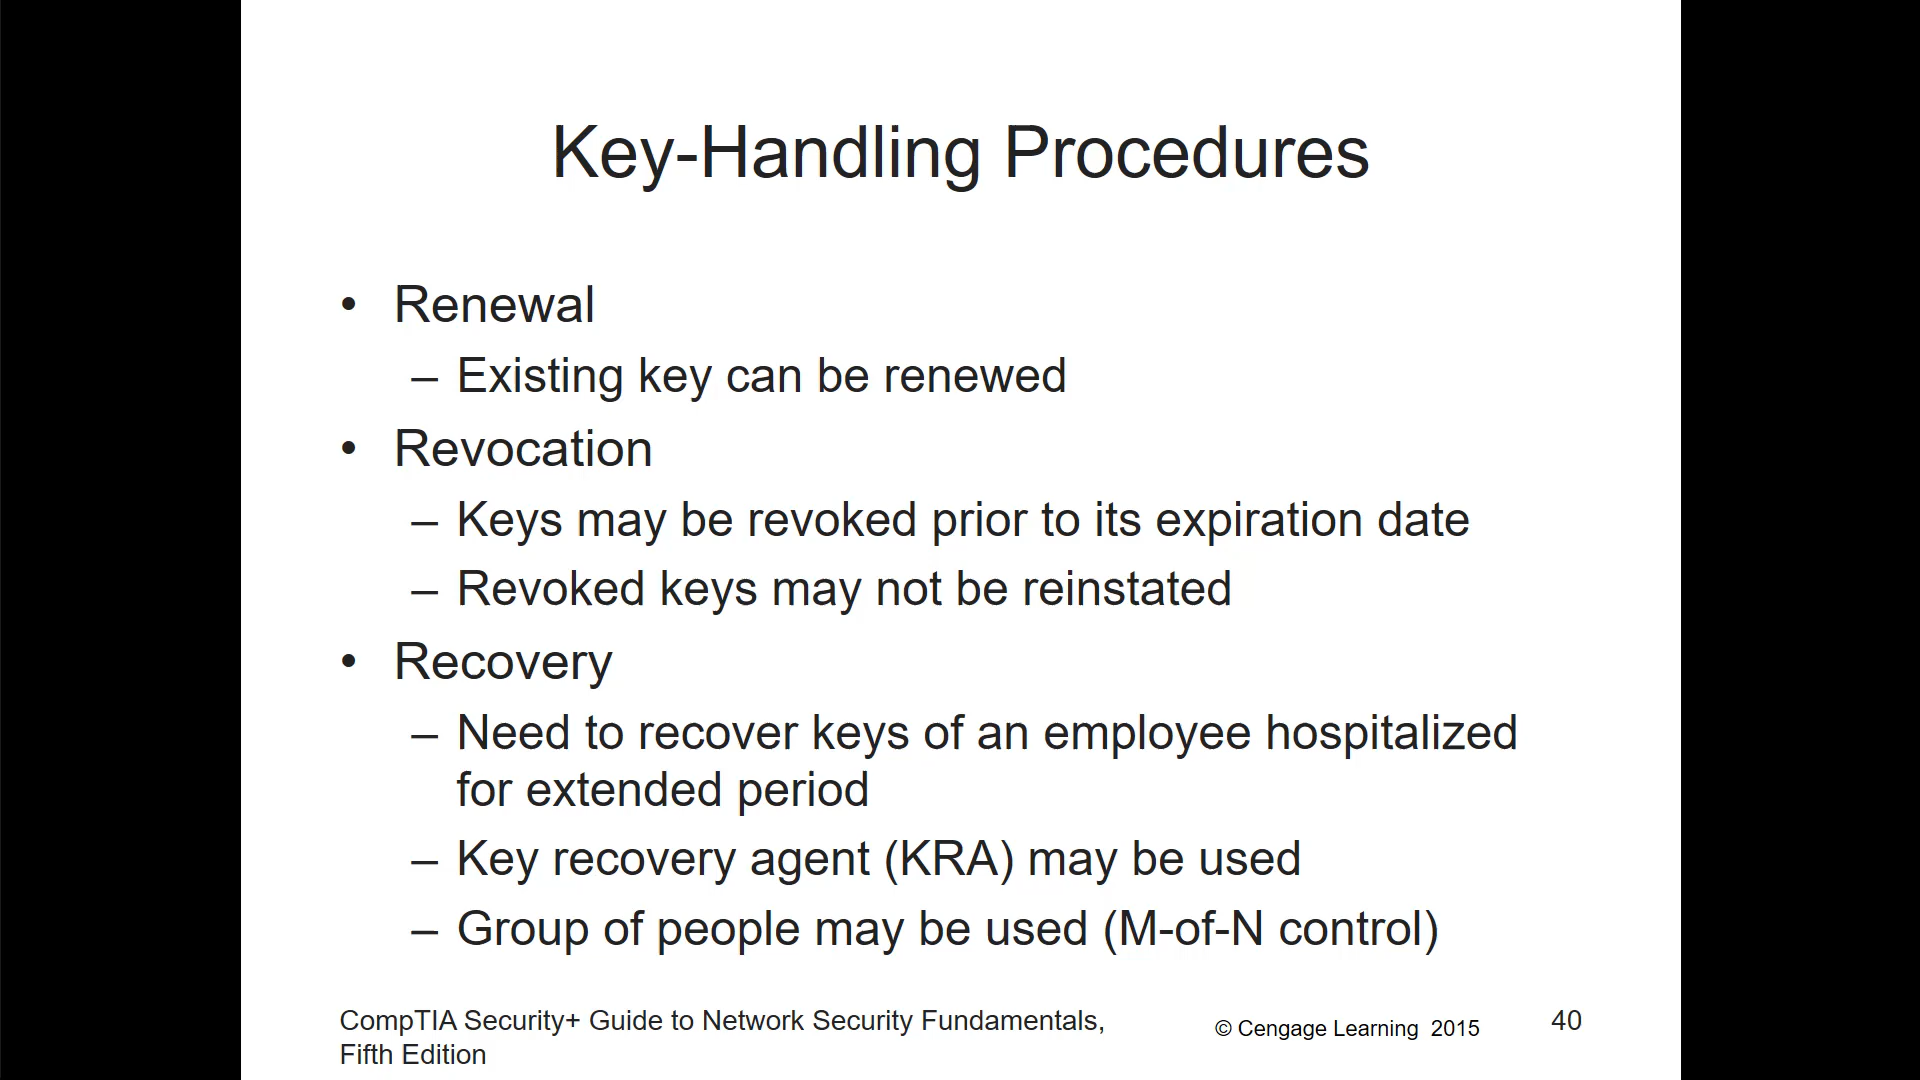 Key-Handling Procedures
• Renewal
– Existing key can be renewed
• Revocation
– Keys may be revoked prior to its expiration date
– Revoked keys may not be reinstated
• Recovery
– Need to recover keys of an employee hospitalized
for extended period
– Key recovery agent (KRA) may be used
– Group of people may be used (M-of-N control)
CompTIA Security+ Guide to Network Security Fundamentals,
Fifth Edition
© Cengage Learning 2015
40